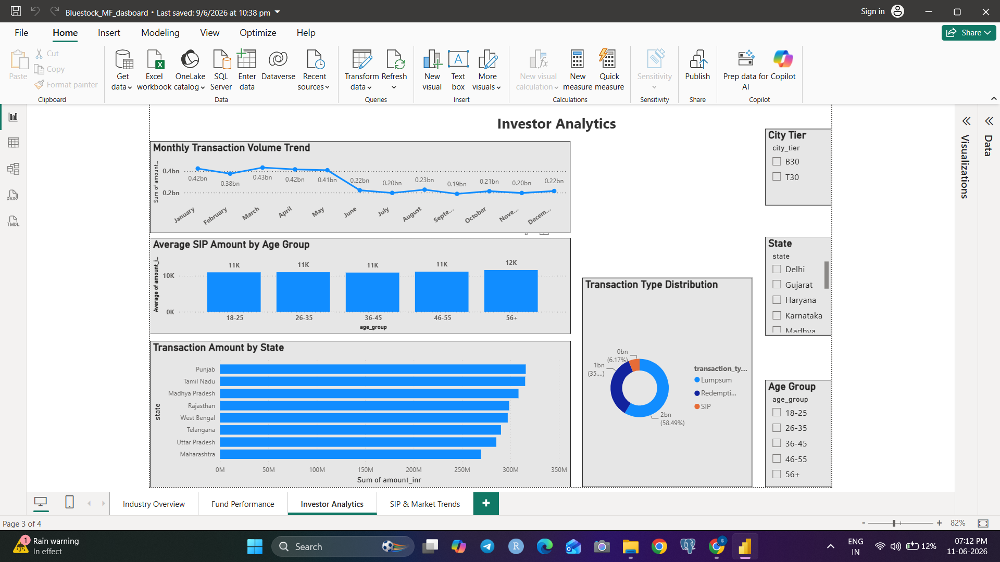 Bluestock_MF_dasboard • Last saved: 9/6/2026 at 10:38 pm
Sign in
File
Home
Insert
Modeling
View
Optimize
Help
Share
Paste
Cut
Copy
Format painter
Clipboard
Get data
Excel workbook
OneLake catalog
SQL Server
Enter data
Dataverse
Recent sources
Data
Transform data
Refresh
Queries
New visual
Text box
More visuals
Insert
New visual calculation
New measure
Quick measure
Calculations
Sensitivity
Sensitivity
Publish
Share
Prep data for AI
Copilot
Copilot
DAX
TMDL
Investor Analytics
Monthly Transaction Volume Trend
Sum of amount...
0.4bn
0.2bn
0.42bn
0.38bn
0.43bn
0.42bn
0.41bn
0.22bn
0.20bn
0.23bn
0.19bn
0.21bn
0.20bn
0.22bn
January
February
March
April
May
June
July
August
Septe...
October
Nove...
Decem...
Average SIP Amount by Age Group
Average of amount_i...
10K
0K
11K
11K
11K
11K
12K
18-25
26-35
36-45
46-55
56+
age_group
Transaction Amount by State
state
Punjab
Tamil Nadu
Madhya Pradesh
Rajasthan
West Bengal
Telangana
Uttar Pradesh
Maharashtra
0M
50M
100M
150M
200M
250M
300M
350M
Sum of amount_inr
Transaction Type Distribution
0bn
(6.17%)
1bn
(35....)
2bn
(58.49%)
transaction_ty...
Lumpsum
Redempti...
SIP
City Tier
city_tier
B30
T30
State
state
Delhi
Gujarat
Haryana
Karnataka
Madhya
Age Group
age_group
18-25
26-35
36-45
46-55
56+
Visualizations
Data
Industry Overview
Fund Performance
Investor Analytics
SIP & Market Trends
+
Page 3 of 4
-
+
82%
1
Rain warning
In effect
Search
R
S
ENG
IN
12%
07:12 PM
11-06-2026